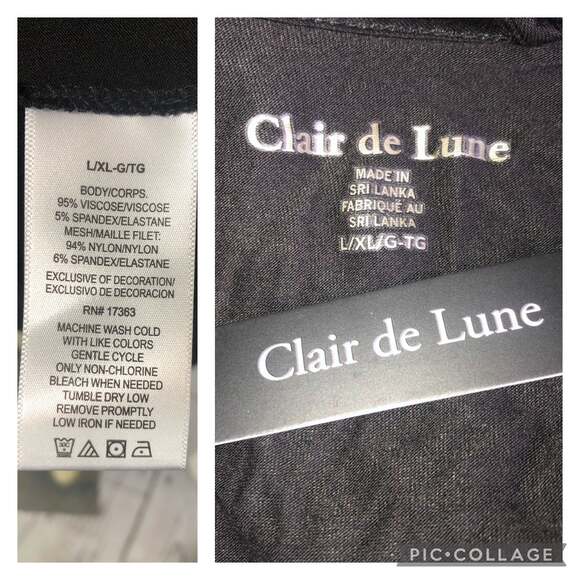 L/XL-G/TG
BODY/CORPS.
95% VISCOSE/VISCOSE
5% SPANDEX/ELASTANE
MESH/MAILLE FILET:
94% NYLON/NYLON
6% SPANDEX/ELASTANE
EXCLUSIVE OF DECORATION/
EXCLUSIVO DE DECORACION
RN# 17363
MACHINE WASH COLD
WITH LIKE COLORS
GENTLE CYCLE
ONLY NON-CHLORINE
BLEACH WHEN NEEDED
TUMBLE DRY LOW
REMOVE PROMPTLY
LOW IRON IF NEEDED
30C
Clair de Lune
MADE IN
SRI LANKA
FABRIQUÉ AU
SRI LANKA
L/XL/G-TG
Clair de Lune
PIC•COLLAGE